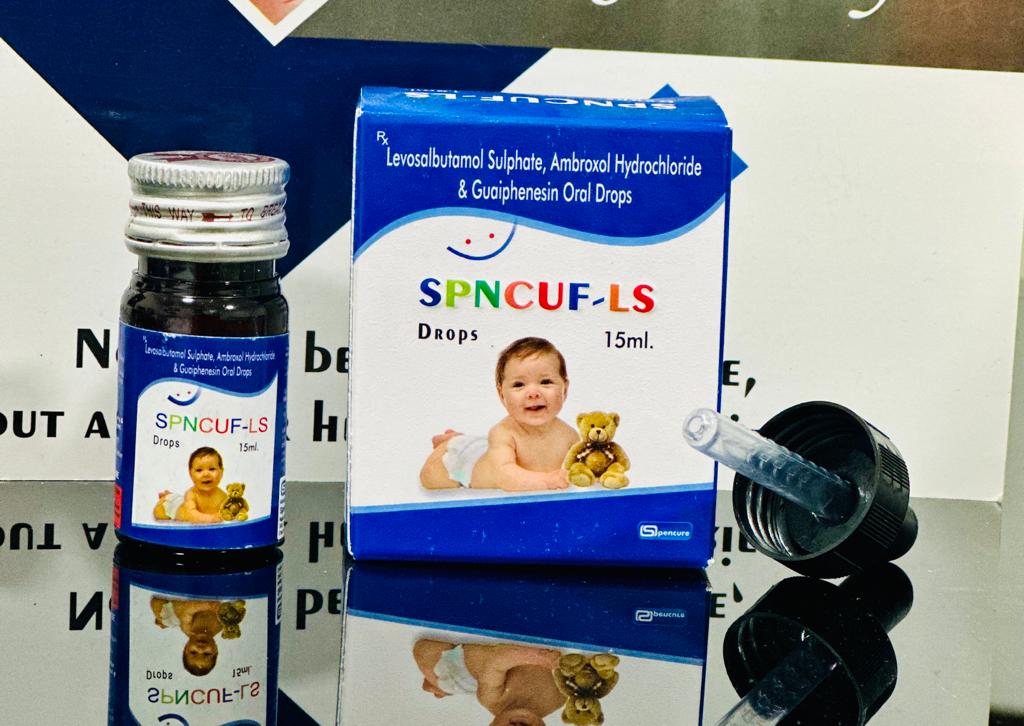 SPNCUF-LS
Rx
Levosalbutamol Sulphate, Ambroxol Hydrochloride
& Guaiphenesin Oral Drops
SPNCUF-LS
Drops 15ml.
Spencure
THIS WAY TO
Levosalbutamol Sulphate, Ambroxol Hydrochloride
& Guaiphenesin Oral Drops
SPNCUF-LS
Drops 15ml.